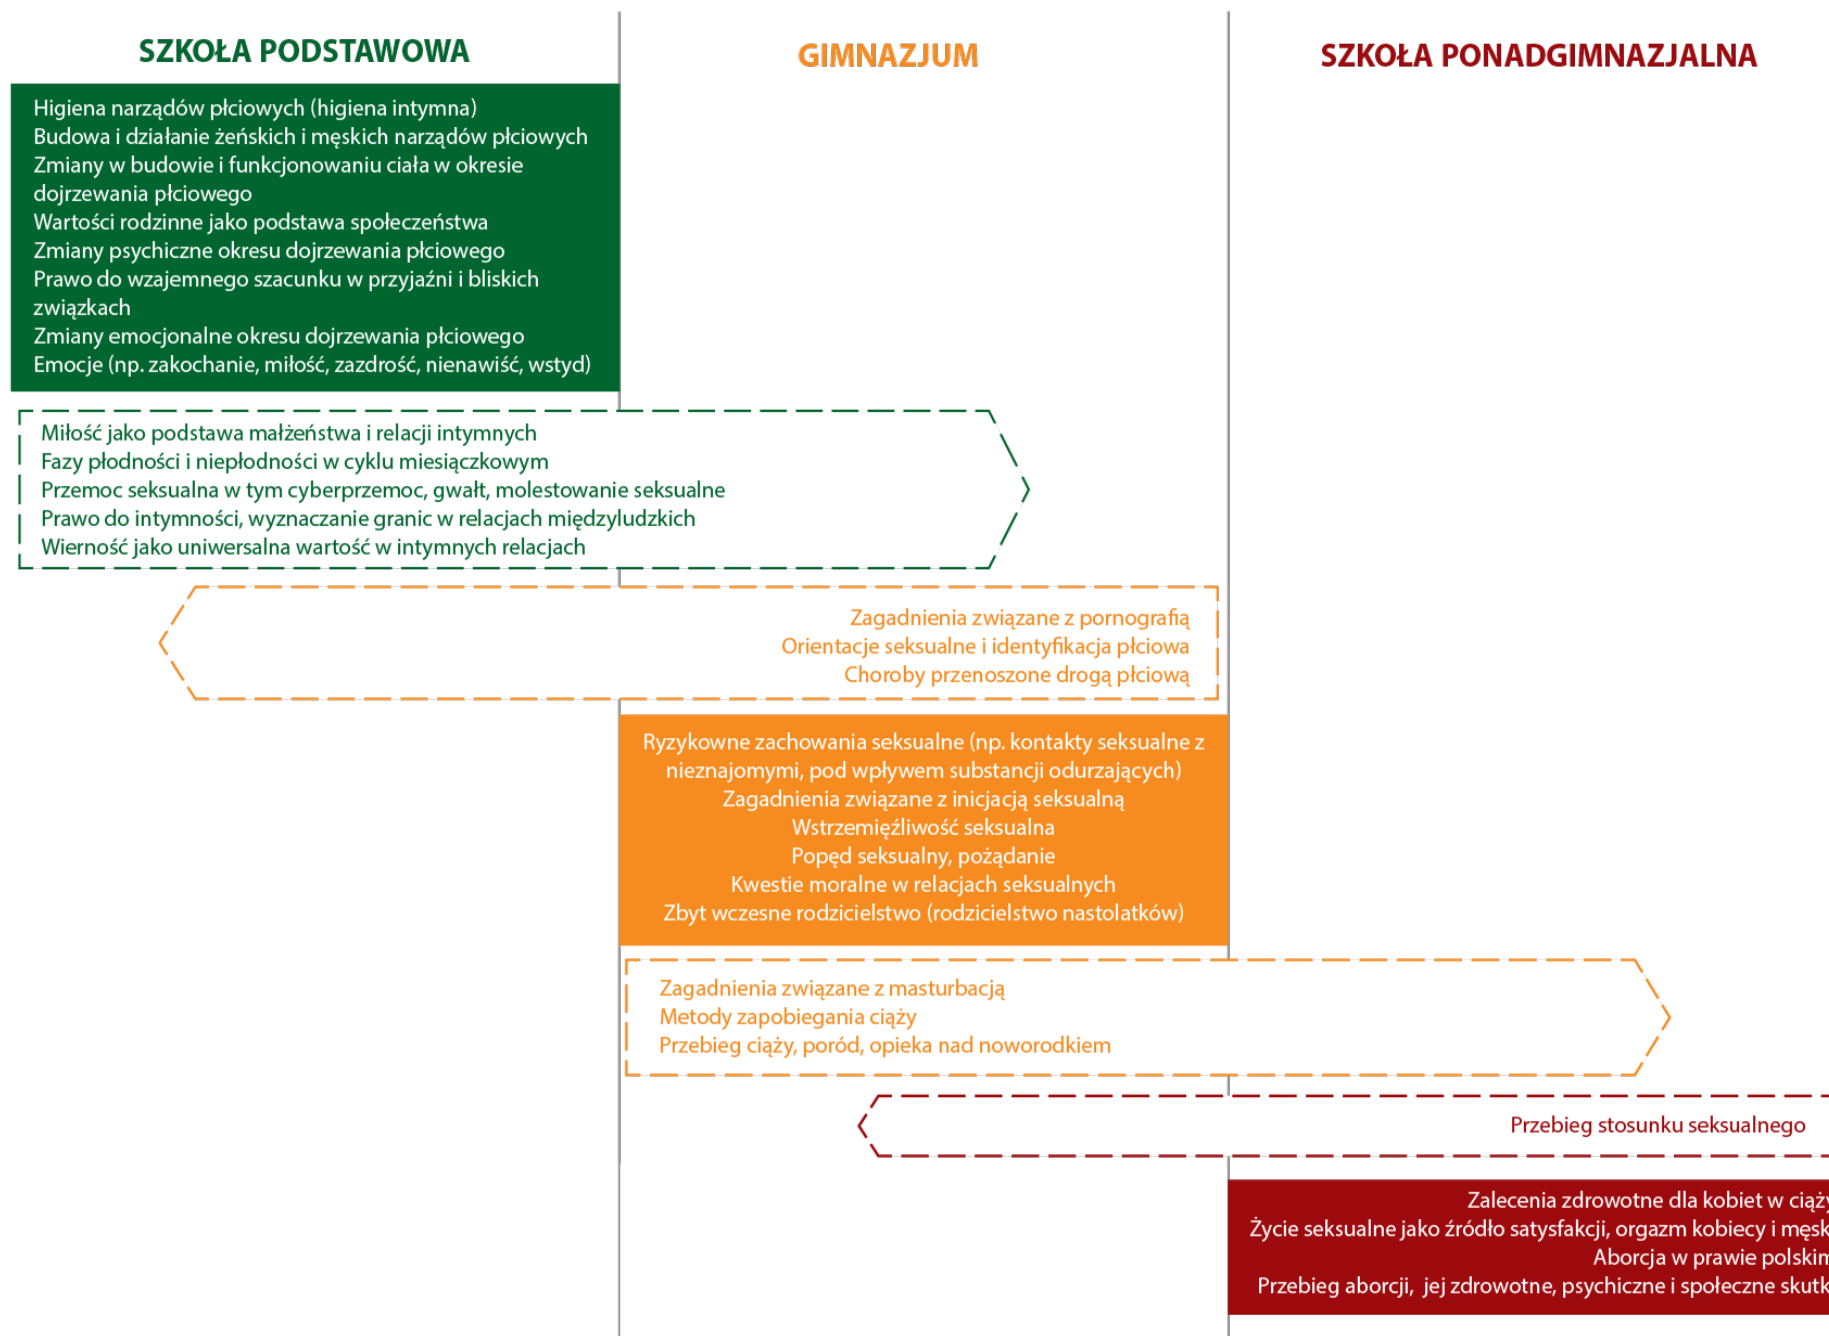 SZKOŁA PODSTAWOWA
GIMNAZJUM
SZKOŁA PONADGIMNAZJALNA
Higiena narządów płciowych (higiena intymna)
Budowa i działanie żeńskich i męskich narządów płciowych
Zmiany w budowie i funkcjonowaniu ciała w okresie
dojrzewania płciowego
Wartości rodzinne jako podstawa społeczeństwa
Zmiany psychiczne okresu dojrzewania płciowego
Prawo do wzajemnego szacunku w przyjaźni i bliskich
związkach
Zmiany emocjonalne okresu dojrzewania płciowego
Emocje (np. zakochanie, miłość, zazdrość, nienawiść, wstyd)
Miłość jako podstawa małżeństwa i relacji intymnych
Fazy płodności i niepłodności w cyklu miesiączkowym
Przemoc seksualna w tym cyberprzemoc, gwałt, molestowanie seksualne
Prawo do intymności, wyznaczanie granic w relacjach międzyludzkich
Wierność jako uniwersalna wartość w intymnych relacjach
Zagadnienia związane z pornografią
Orientacje seksualne i identyfikacja płciowa
Choroby przenoszone drogą płciową
Ryzykowne zachowania seksualne (np. kontakty seksualne z
nieznajomymi, pod wpływem substancji odurzających)
Zagadnienia związane z inicjacją seksualną
Wstrzemięźliwość seksualna
Popęd seksualny, pożądanie
Kwestie moralne w relacjach seksualnych
Zbyt wczesne rodzicielstwo (rodzicielstwo nastolatków)
Zagadnienia związane z masturbacją
Metody zapobiegania ciąży
Przebieg ciąży, poród, opieka nad noworodkiem
Przebieg stosunku seksualnego
Zalecenia zdrowotne dla kobiet w ciąży
Życie seksualne jako źródło satysfakcji, orgazm kobiecy i męsk
Aborcja w prawie polskim
Przebieg aborcji, jej zdrowotne, psychiczne i społeczne skutk